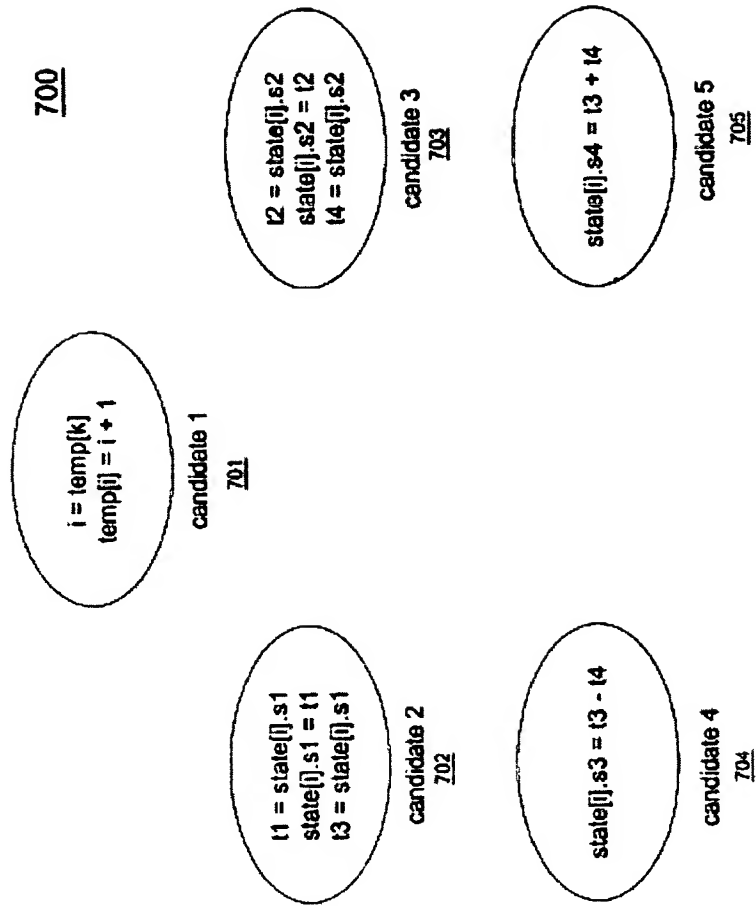 700
i = temp[k]
temp[i] = i + 1
candidate 1
701
t1 = state[i].s1
state[i].s1 = t1
t3 = state[i].s1
candidate 2
702
t2 = state[i].s2
state[i].s2 = t2
t4 = state[i].s2
candidate 3
703
state[i].s3 = t3 - t4
candidate 4
704
state[i].s4 = t3 + t4
candidate 5
705